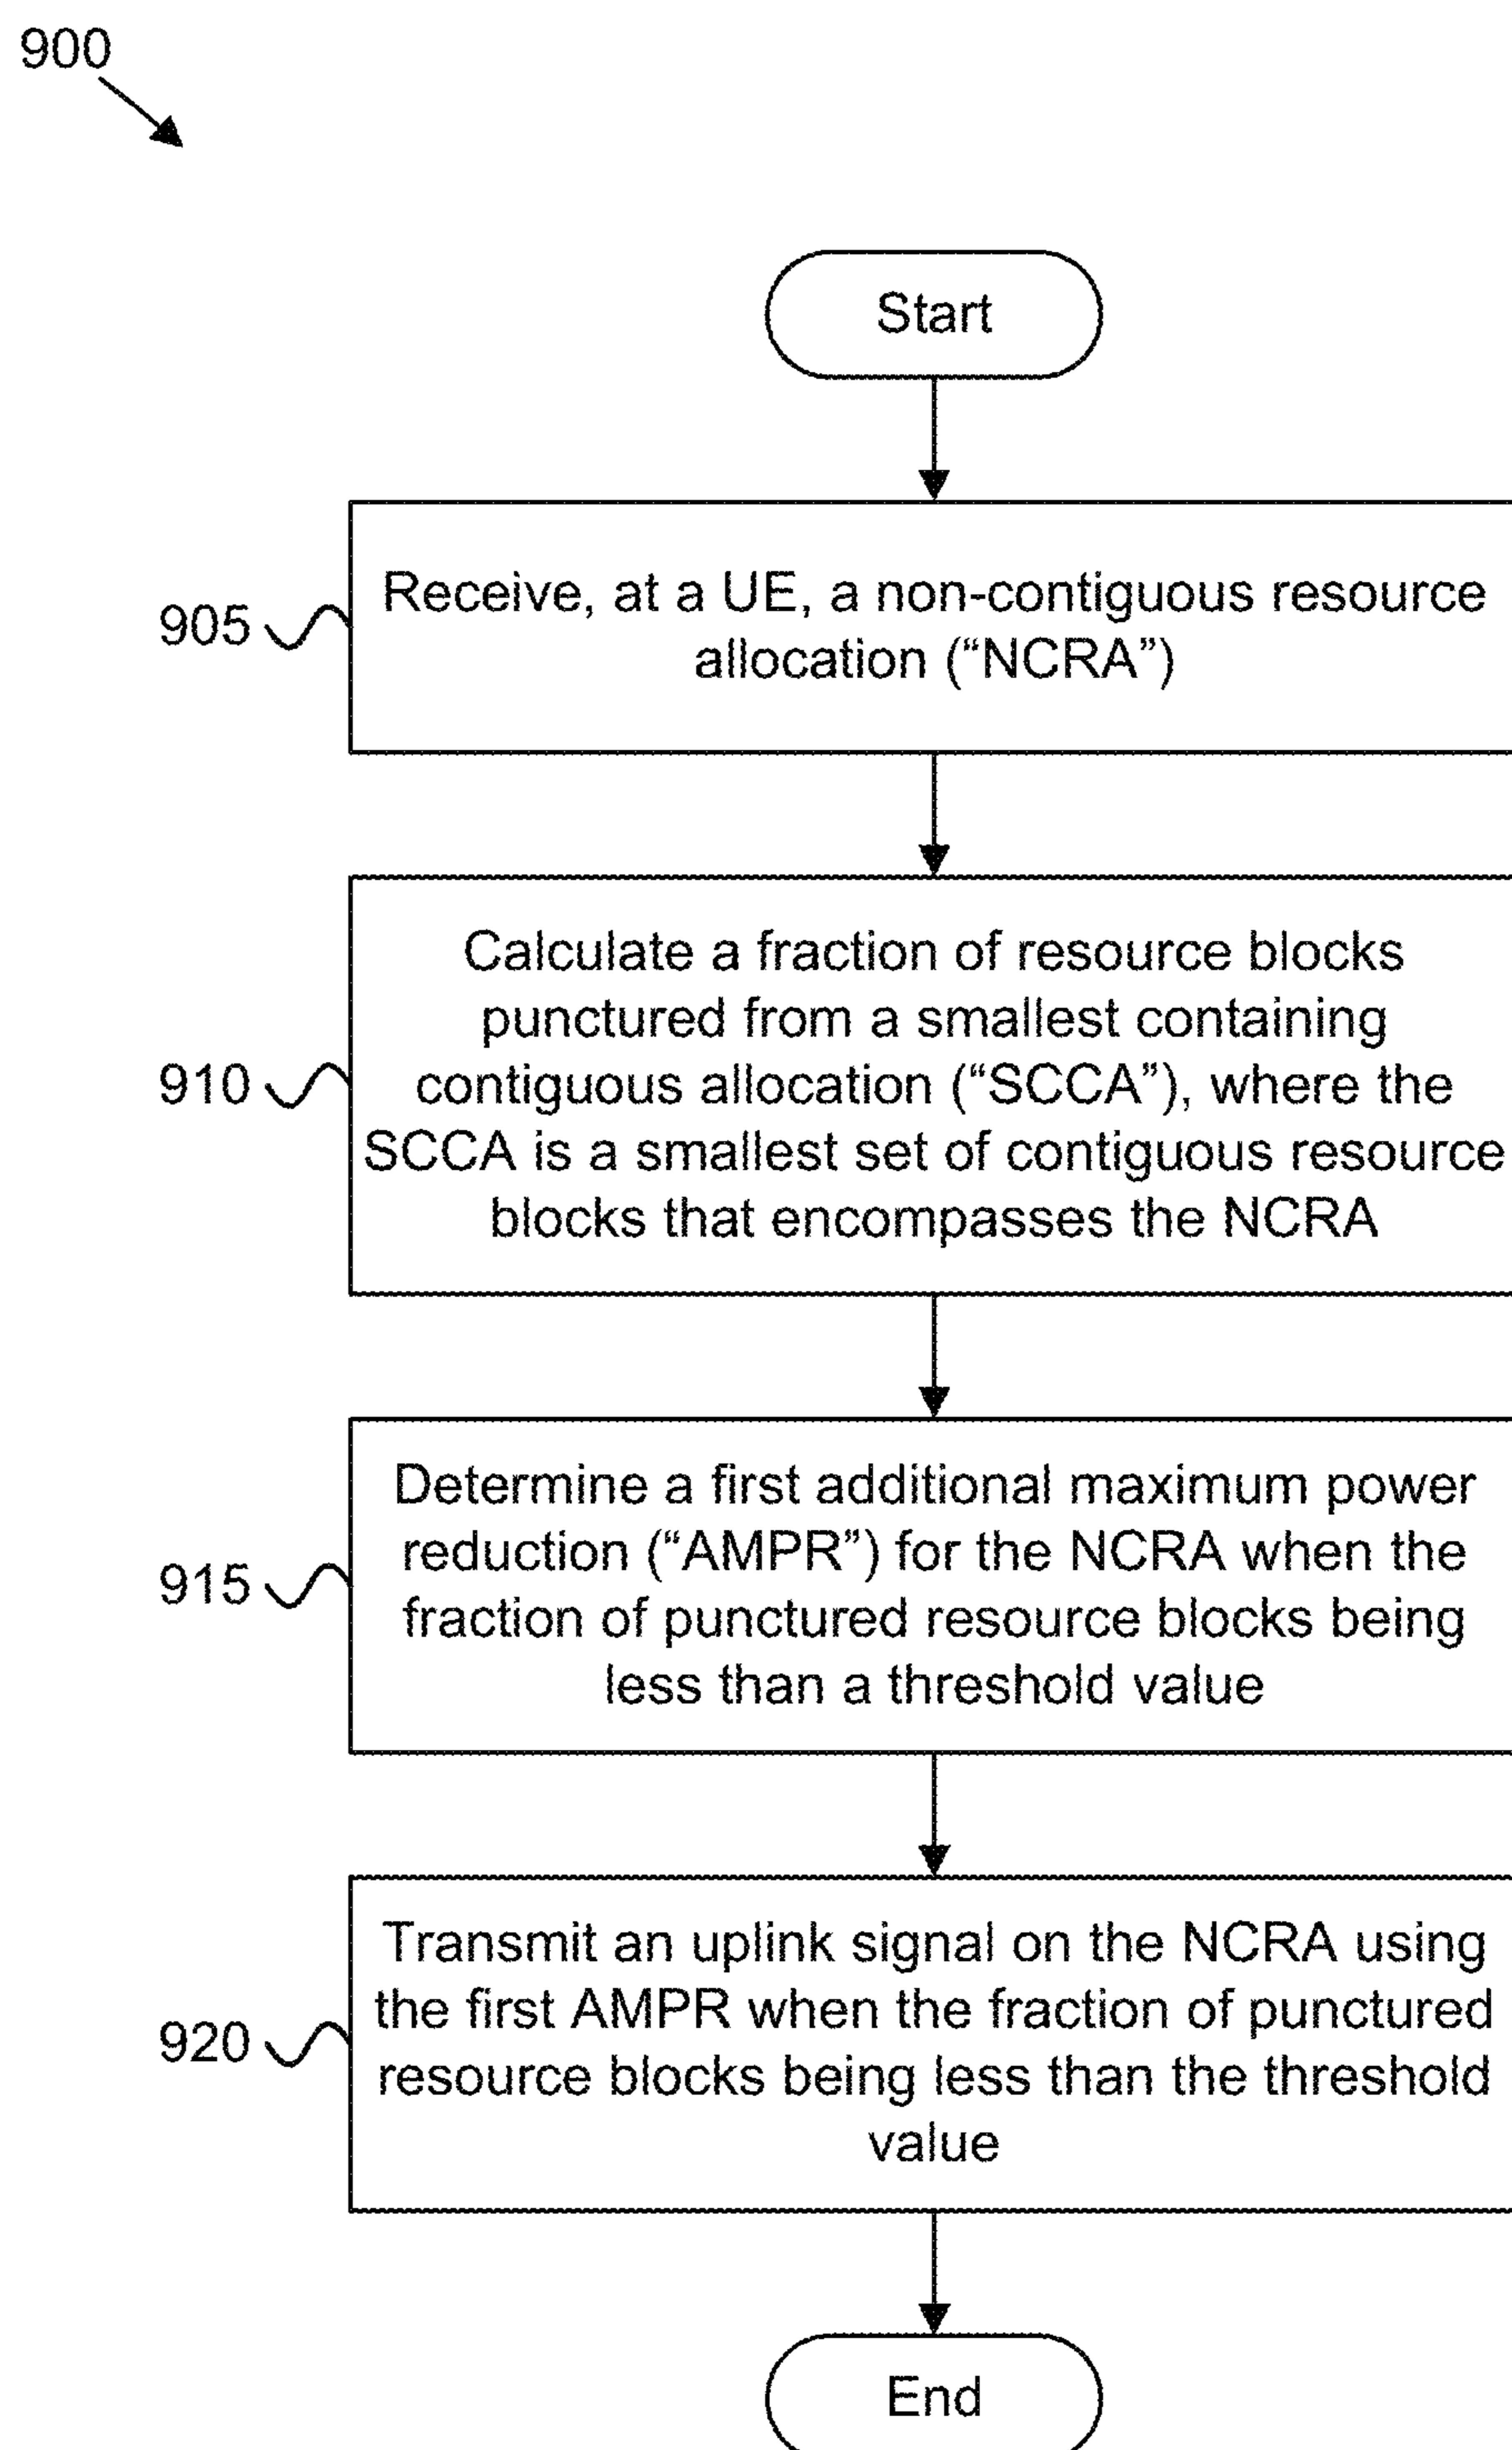 900
Start
905
Receive, at a UE, a non-contiguous resource
allocation (“NCRA”)
910
Calculate a fraction of resource blocks
punctured from a smallest containing
contiguous allocation (“SCCA”), where the
SCCA is a smallest set of contiguous resource
blocks that encompasses the NCRA
915
Determine a first additional maximum power
reduction (“AMPR”) for the NCRA when the
fraction of punctured resource blocks being
less than a threshold value
920
Transmit an uplink signal on the NCRA using
the first AMPR when the fraction of punctured
resource blocks being less than the threshold
value
End